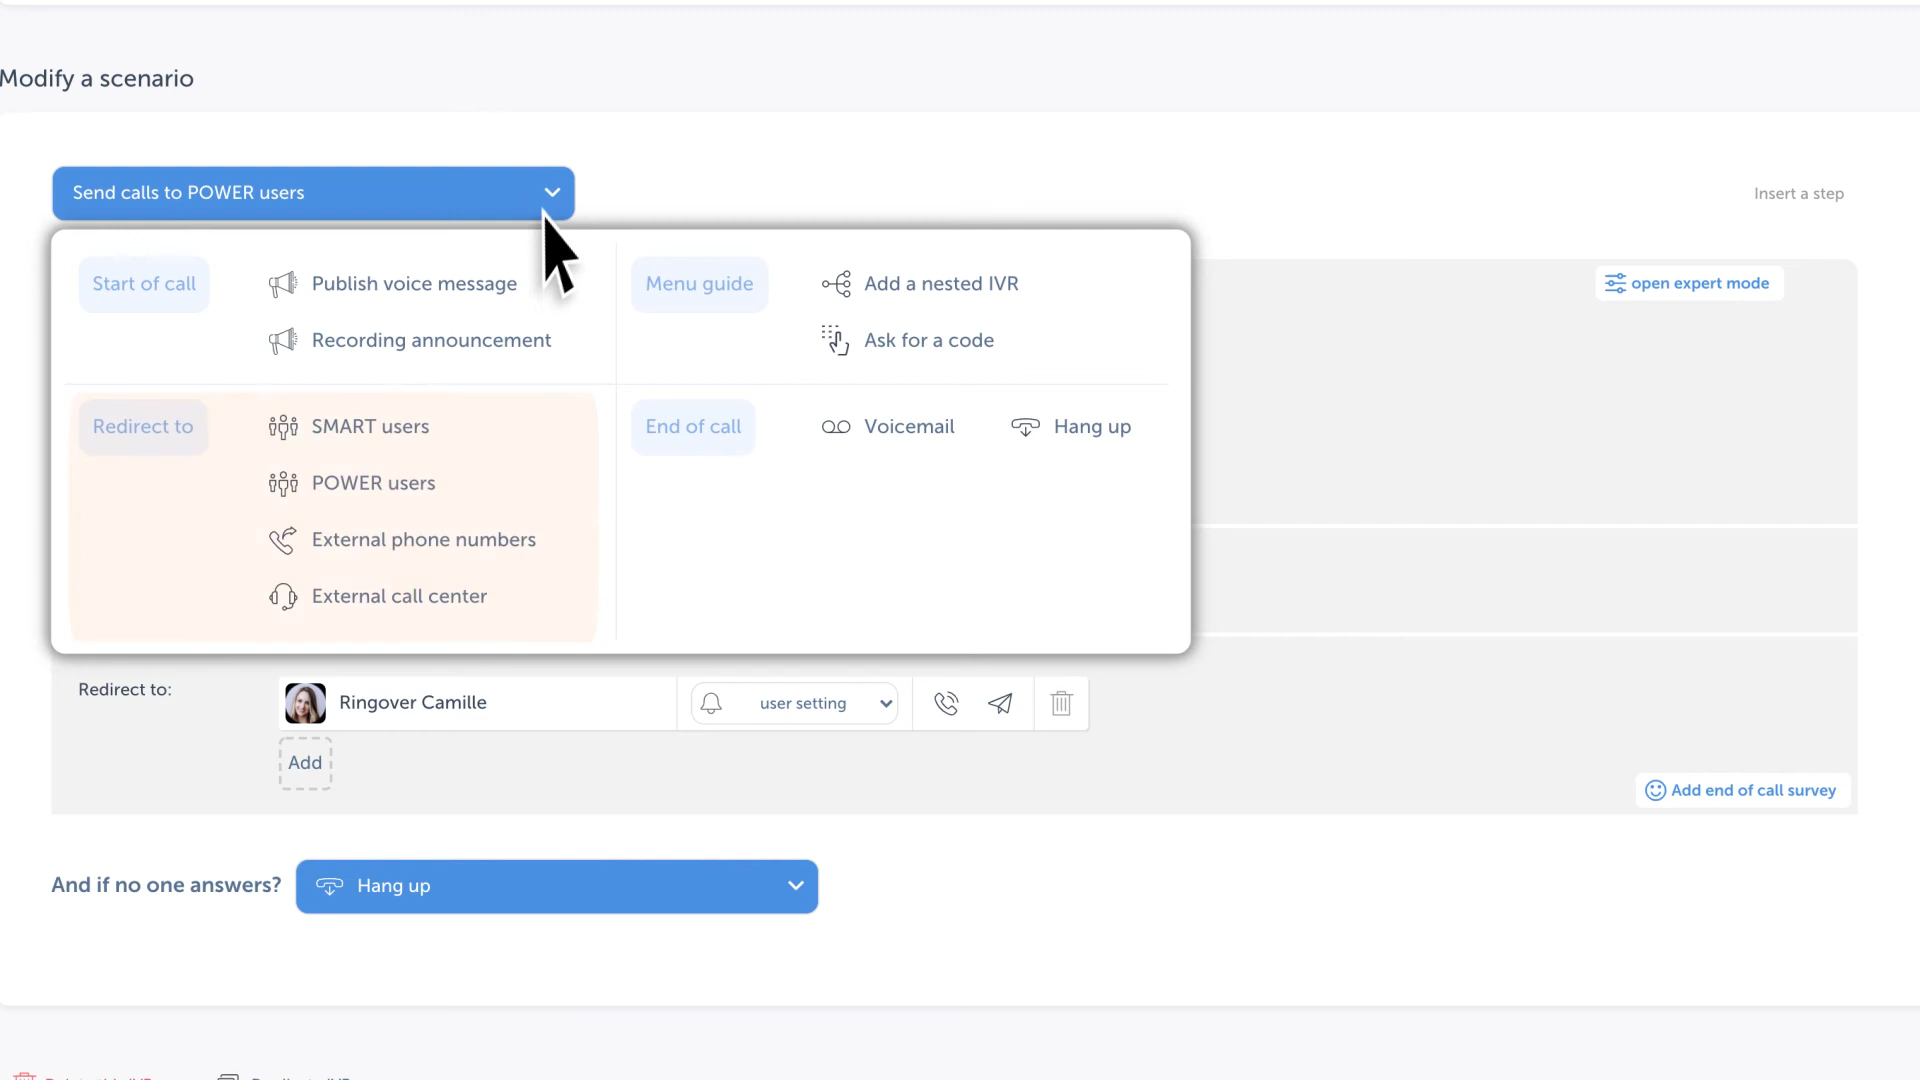 Modify a scenario
Send calls to POWER users
Insert a step
Start of call
Publish voice message
Recording announcement
Menu guide
Add a nested IVR
Ask for a code
open expert mode
Redirect to
SMART users
POWER users
External phone numbers
External call center
End of call
Voicemail
Hang up
Redirect to:
Ringover Camille
user setting
Add
Add end of call survey
And if no one answers?
Hang up